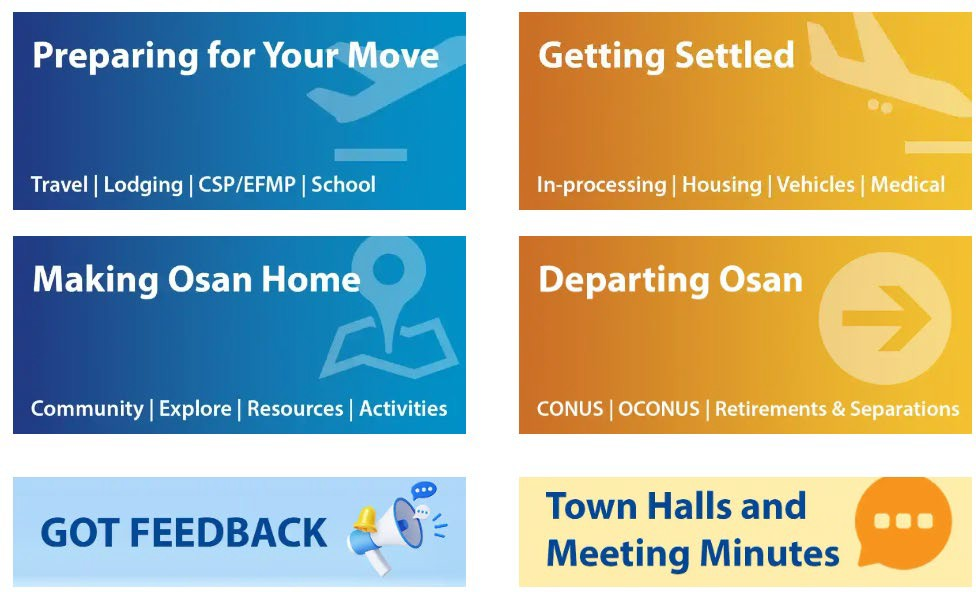 Preparing for Your Move
Travel | Lodging | CSP/EFMP | School
Getting Settled
In-processing | Housing | Vehicles | Medical
Making Osan Home
Community | Explore | Resources | Activities
Departing Osan
CONUS | OCONUS | Retirements & Separations
GOT FEEDBACK
Town Halls and
Meeting Minutes